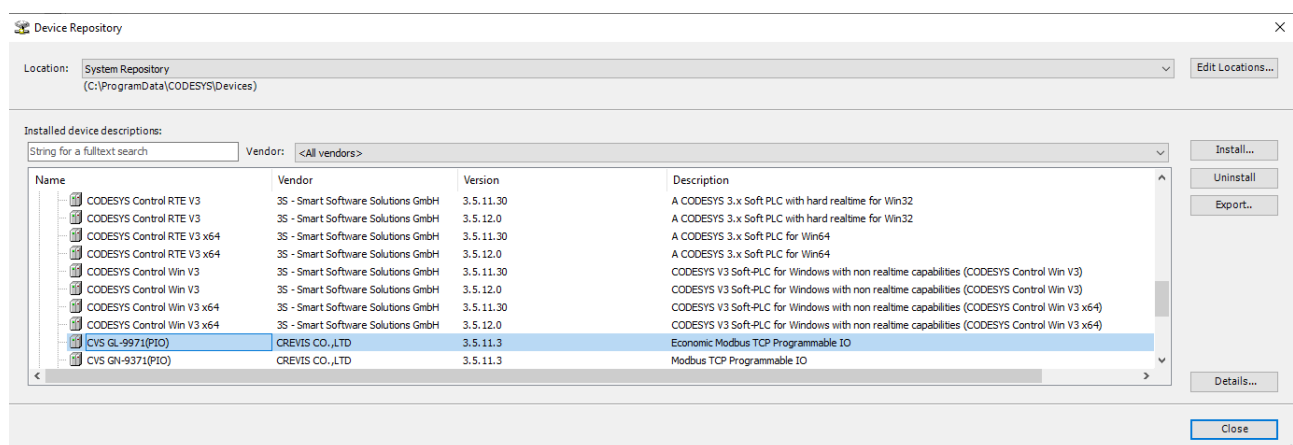 Device Repository
Location: System Repository Edit Locations...
(C:\ProgramData\CODESYS\Devices)
Installed device descriptions:
String for a fulltext search Vendor: <All vendors> Install...
Name Vendor Version Description Uninstall
CODESYS Control RTE V3 3S - Smart Software Solutions GmbH 3.5.11.30 A CODESYS 3.x Soft PLC with hard realtime for Win32 Export..
CODESYS Control RTE V3 3S - Smart Software Solutions GmbH 3.5.12.0 A CODESYS 3.x Soft PLC with hard realtime for Win32
CODESYS Control RTE V3 x64 3S - Smart Software Solutions GmbH 3.5.11.30 A CODESYS 3.x Soft PLC for Win64
CODESYS Control RTE V3 x64 3S - Smart Software Solutions GmbH 3.5.12.0 A CODESYS 3.x Soft PLC for Win64
CODESYS Control Win V3 3S - Smart Software Solutions GmbH 3.5.11.30 CODESYS V3 Soft-PLC for Windows with non realtime capabilities (CODESYS Control Win V3)
CODESYS Control Win V3 3S - Smart Software Solutions GmbH 3.5.12.0 CODESYS V3 Soft-PLC for Windows with non realtime capabilities (CODESYS Control Win V3)
CODESYS Control Win V3 x64 3S - Smart Software Solutions GmbH 3.5.11.30 CODESYS V3 Soft-PLC for Windows with non realtime capabilities (CODESYS Control Win V3 x64)
CODESYS Control Win V3 x64 3S - Smart Software Solutions GmbH 3.5.12.0 CODESYS V3 Soft-PLC for Windows with non realtime capabilities (CODESYS Control Win V3 x64)
CVS GL-9971(PIO) CREVIS CO.,LTD 3.5.11.3 Economic Modbus TCP Programmable IO
CVS GN-9371(PIO) CREVIS CO.,LTD 3.5.11.3 Modbus TCP Programmable IO
Details...
Close